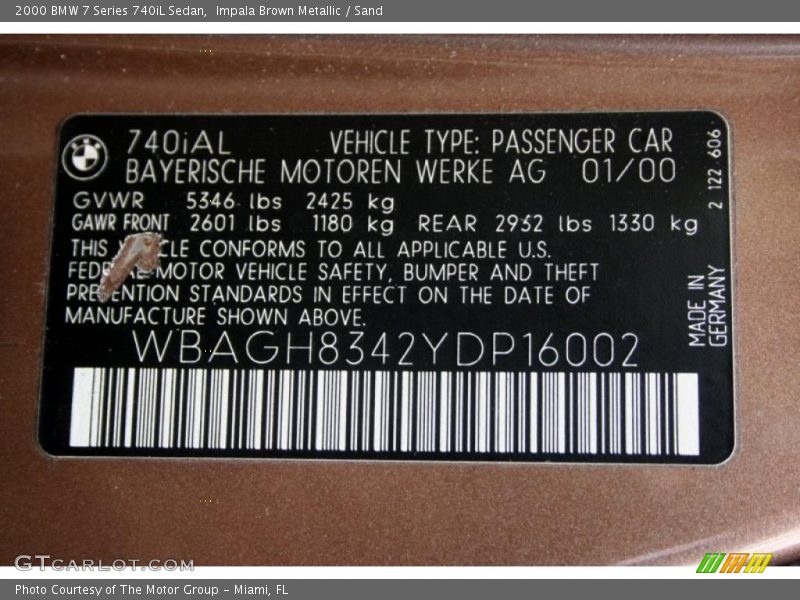 2000 BMW 7 Series 740iL Sedan,  Impala Brown Metallic / Sand
BMW
740iAL VEHICLE TYPE: PASSENGER CAR
BAYERISCHE MOTOREN WERKE AG 01/00
GVWR 5346 lbs 2425 kg
GAWR FRONT 2601 lbs 1180 kg REAR 2932 lbs 1330 kg
THIS CONFORMS TO ALL APPLICABLE U.S.
MOTOR VEHICLE SAFETY, BUMPER AND THEFT
PREVENTION STANDARDS IN EFFECT ON THE DATE OF
MANUFACTURE SHOWN ABOVE.
WBAGH8342YDP16002
2 122 606
MADE IN
GERMANY
GTCARLOT.COM
Photo Courtesy of The Motor Group - Miami, FL